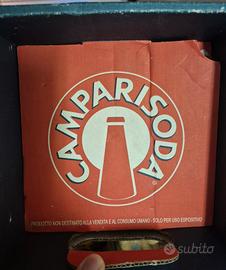 CAMPARISODA
®
PRODOTTO NON DESTINATO ALLA VENDITA E AL CONSUMO UMANO - SOLO PER USO ESPOSITIVO
subito